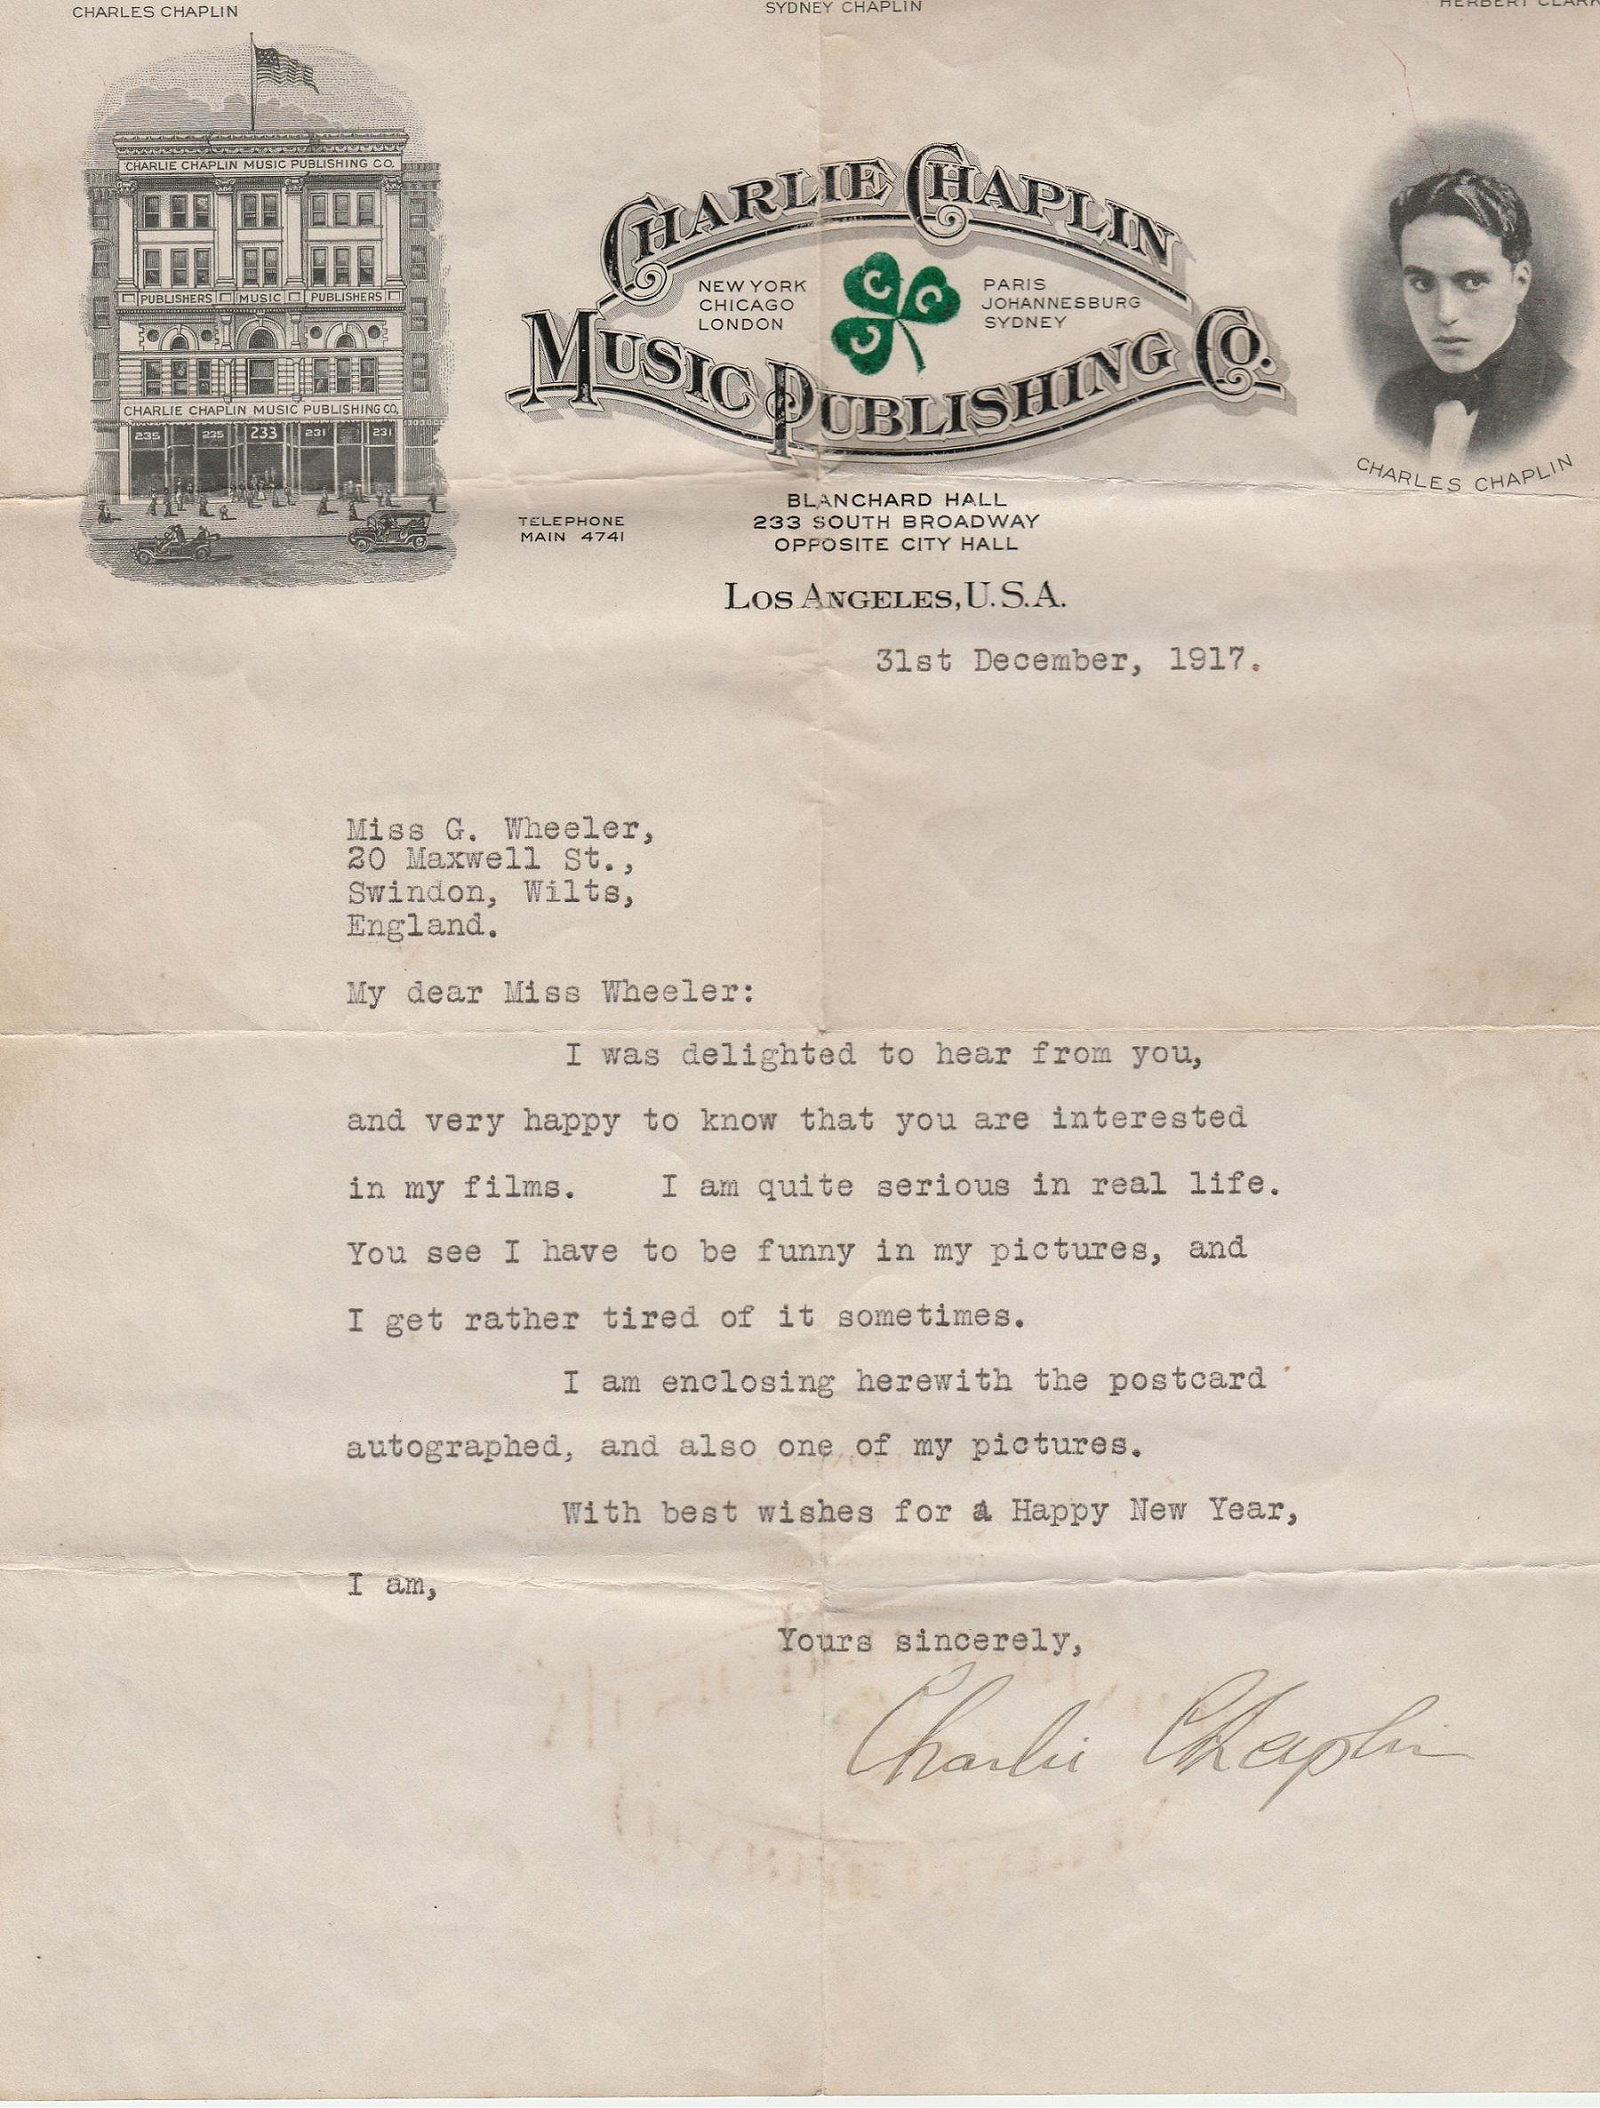 CHARLES CHAPLIN
SYDNEY CHAPLIN
HERBERT CLARK
CHARLIE CHAPLIN MUSIC PUBLISHING CO.
PUBLISHERS MUSIC PUBLISHERS
CHARLIE CHAPLIN MUSIC PUBLISHING CO,
235 235 233 231 231
CHARLIE CHAPLIN
NEW YORK
CHICAGO
LONDON
C C C
PARIS
JOHANNESBURG
SYDNEY
MUSIC PUBLISHING CO.
CHARLES CHAPLIN
TELEPHONE
MAIN 4741
BLANCHARD HALL
233 SOUTH BROADWAY
OPPOSITE CITY HALL
LOS ANGELES, U.S.A.
31st December, 1917.
Miss G. Wheeler,
20 Maxwell St.,
Swindon, Wilts,
England.
My dear Miss Wheeler:
I was delighted to hear from you,
and very happy to know that you are interested
in my films. I am quite serious in real life.
You see I have to be funny in my pictures, and
I get rather tired of it sometimes.
I am enclosing herewith the postcard
autographed, and also one of my pictures.
With best wishes for a Happy New Year,
I am,
Yours sincerely,
Charlie Chaplin